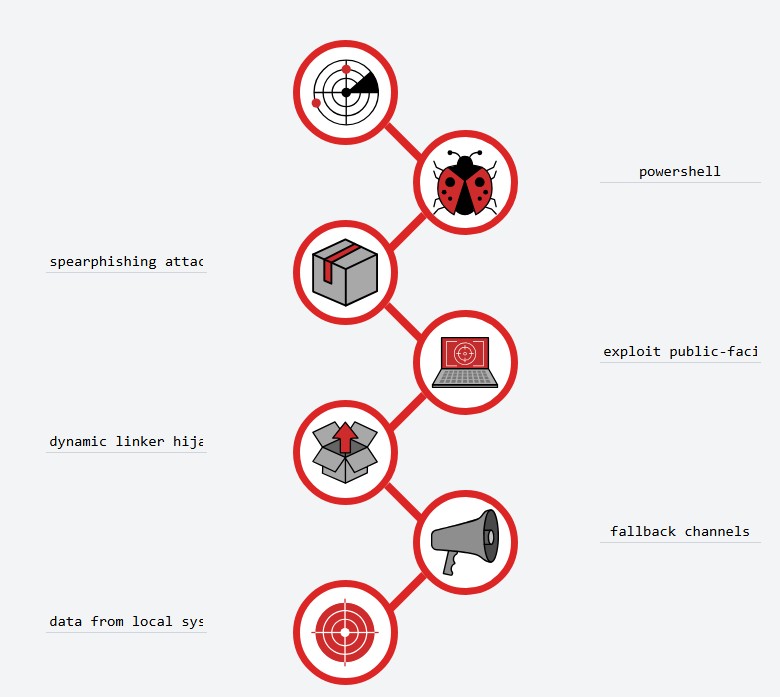 powershell
spearphishing attac
exploit public-faci
dynamic linker hija
fallback channels
data from local sys